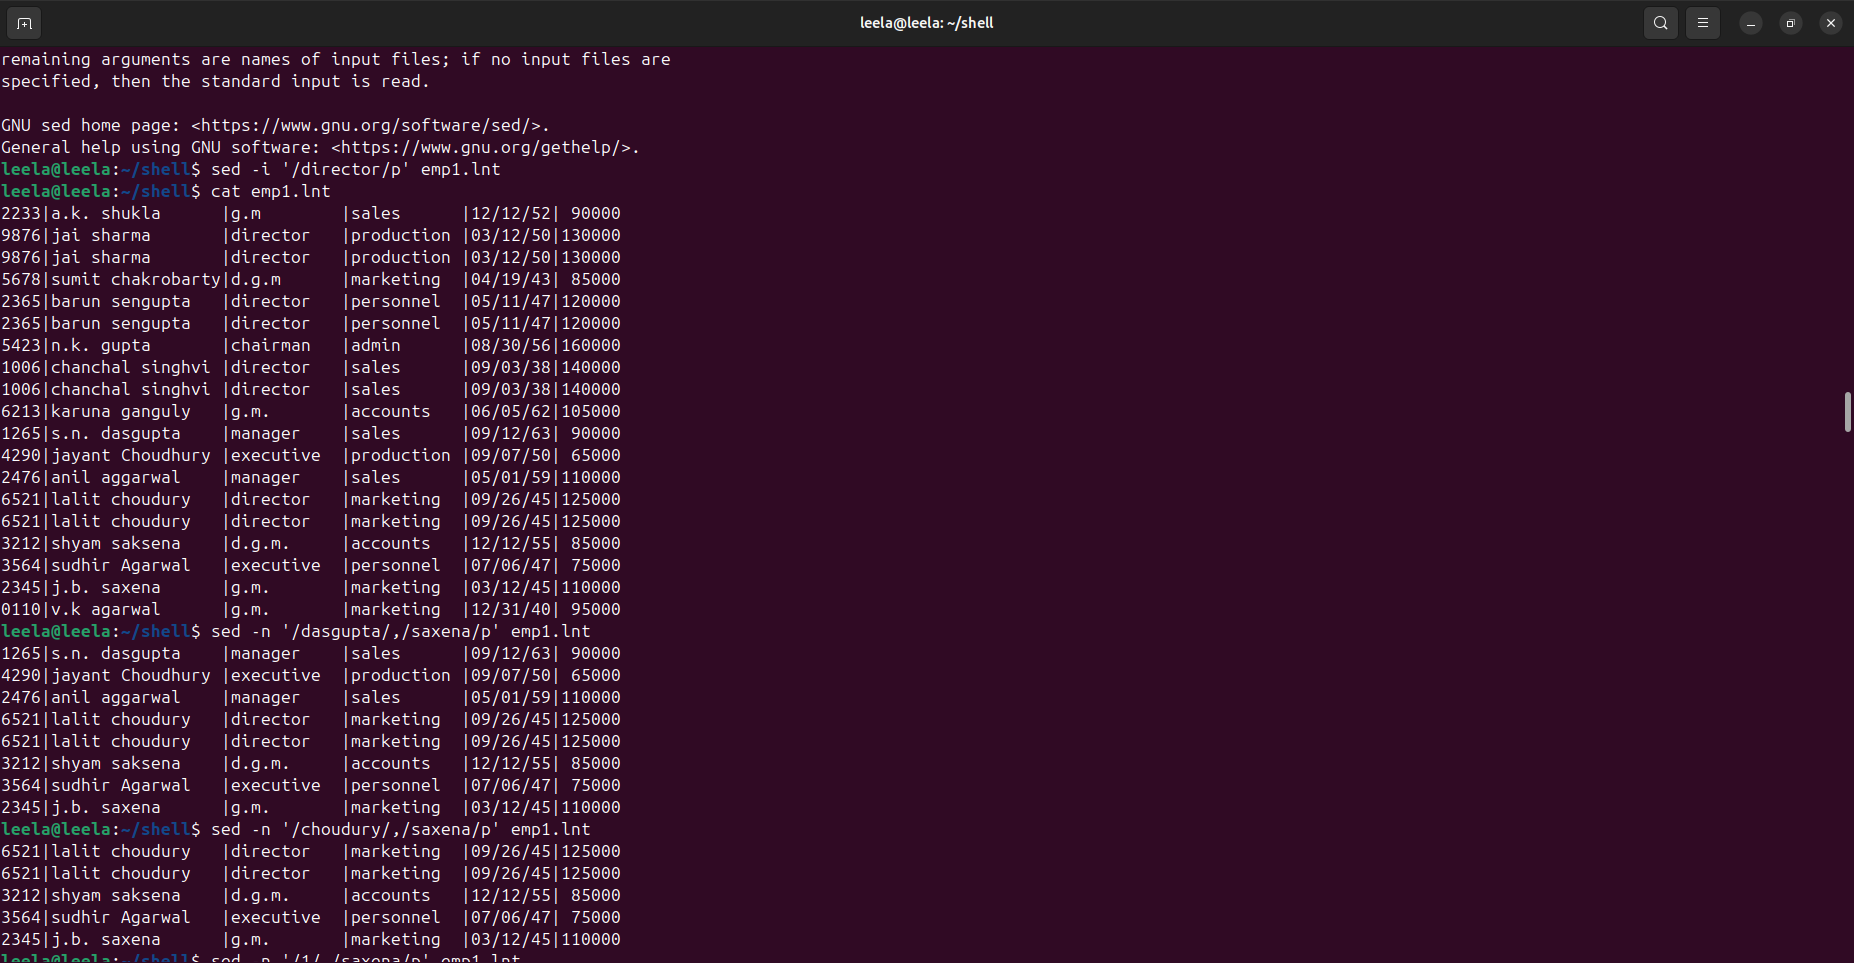 leela@leela: ~/shell
remaining arguments are names of input files; if no input files are
specified, then the standard input is read.
GNU sed home page: <https://www.gnu.org/software/sed/>.
General help using GNU software: <https://www.gnu.org/gethelp/>.
leela@leela:~/shell$ sed -i '/director/p' emp1.lnt
leela@leela:~/shell$ cat emp1.lnt
2233|a.k. shukla      |g.m        |sales      |12/12/52| 90000
9876|jai sharma       |director   |production |03/12/50|130000
9876|jai sharma       |director   |production |03/12/50|130000
5678|sumit chakrobarty|d.g.m      |marketing  |04/19/43| 85000
2365|barun sengupta   |director   |personnel  |05/11/47|120000
2365|barun sengupta   |director   |personnel  |05/11/47|120000
5423|n.k. gupta       |chairman   |admin      |08/30/56|160000
1006|chanchal singhvi |director   |sales      |09/03/38|140000
1006|chanchal singhvi |director   |sales      |09/03/38|140000
6213|karuna ganguly   |g.m.       |accounts   |06/05/62|105000
1265|s.n. dasgupta    |manager    |sales      |09/12/63| 90000
4290|jayant Choudhury |executive  |production |09/07/50| 65000
2476|anil aggarwal    |manager    |sales      |05/01/59|110000
6521|lalit choudury   |director   |marketing  |09/26/45|125000
6521|lalit choudury   |director   |marketing  |09/26/45|125000
3212|shyam saksena    |d.g.m.     |accounts   |12/12/55| 85000
3564|sudhir Agarwal   |executive  |personnel  |07/06/47| 75000
2345|j.b. saxena      |g.m.       |marketing  |03/12/45|110000
0110|v.k agarwal      |g.m.       |marketing  |12/31/40| 95000
leela@leela:~/shell$ sed -n '/dasgupta/,/saxena/p' emp1.lnt
1265|s.n. dasgupta    |manager    |sales      |09/12/63| 90000
4290|jayant Choudhury |executive  |production |09/07/50| 65000
2476|anil aggarwal    |manager    |sales      |05/01/59|110000
6521|lalit choudury   |director   |marketing  |09/26/45|125000
6521|lalit choudury   |director   |marketing  |09/26/45|125000
3212|shyam saksena    |d.g.m.     |accounts   |12/12/55| 85000
3564|sudhir Agarwal   |executive  |personnel  |07/06/47| 75000
2345|j.b. saxena      |g.m.       |marketing  |03/12/45|110000
leela@leela:~/shell$ sed -n '/choudury/,/saxena/p' emp1.lnt
6521|lalit choudury   |director   |marketing  |09/26/45|125000
6521|lalit choudury   |director   |marketing  |09/26/45|125000
3212|shyam saksena    |d.g.m.     |accounts   |12/12/55| 85000
3564|sudhir Agarwal   |executive  |personnel  |07/06/47| 75000
2345|j.b. saxena      |g.m.       |marketing  |03/12/45|110000
leela@leela:~/shell$ sed -n '/1/,/saxena/p' emp1.lnt